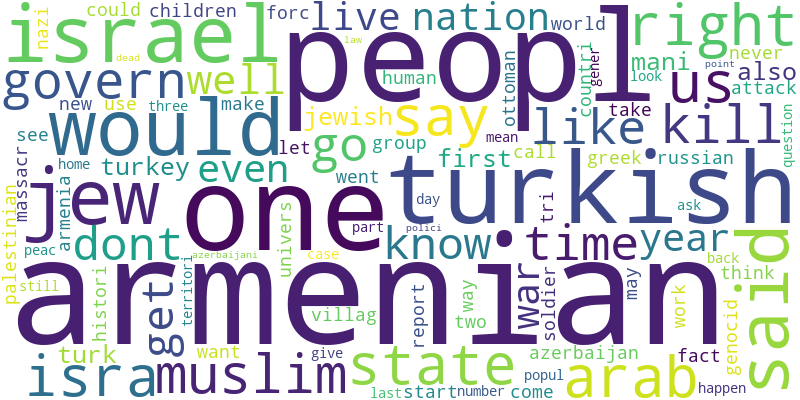 could children forc live nation world right
nazi law
israel peopl
dead
govern well human ottoman countri gener mani never point look us also attack
new use three make jewish say like kill take question
would see let go group mean
massacr turkey even went first call greek russian
home jew one turkish
armenia day ask
palestinian tri
part polici
peac dont univers know time year said
azerbaijani case back
still histori territori get armenian war soldier may think
way work genocid
villag report two
turk want give state azerbaijan fact
isra muslim popul arab happen
last start number come